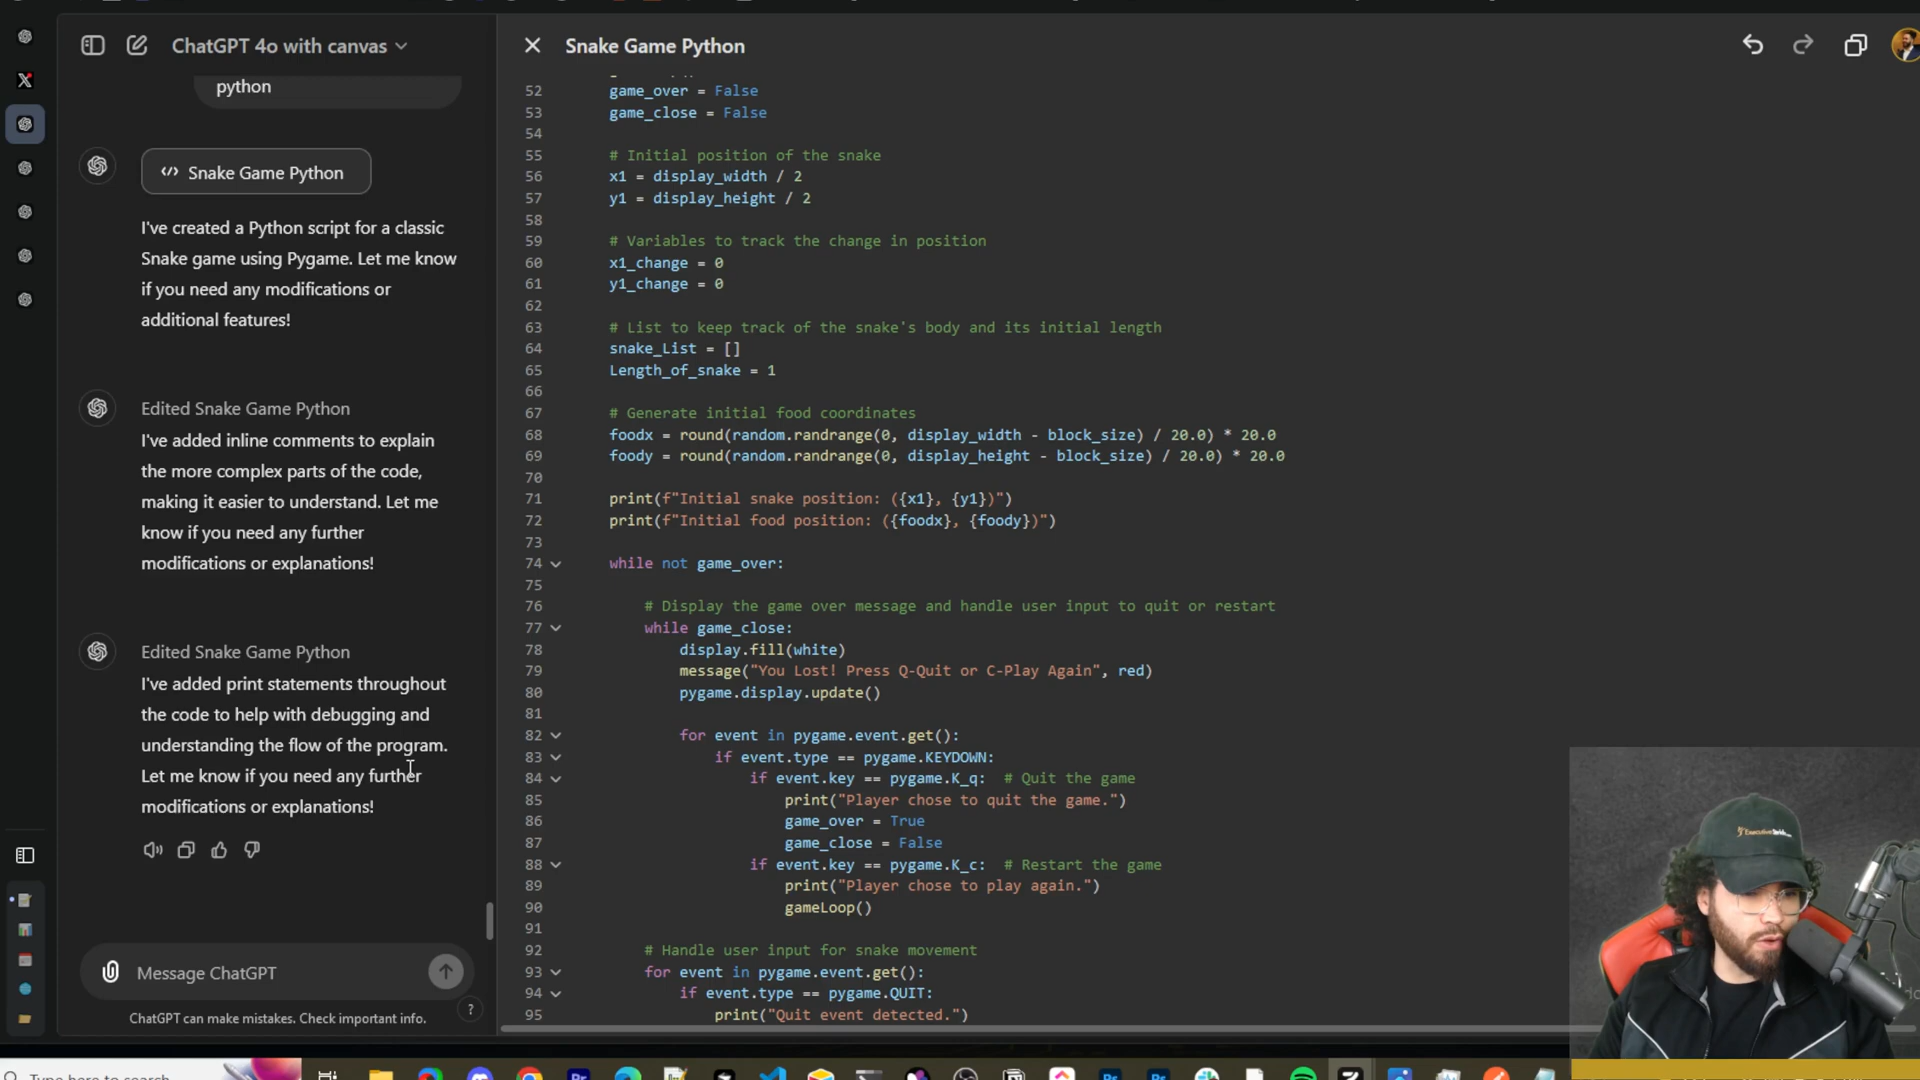 ChatGPT 4o with canvas
python
Snake Game Python
I've created a Python script for a classic
Snake game using Pygame. Let me know
if you need any modifications or
additional features!
Edited Snake Game Python
I've added inline comments to explain
the more complex parts of the code,
making it easier to understand. Let me
know if you need any further
modifications or explanations!
Edited Snake Game Python
I've added print statements throughout
the code to help with debugging and
understanding the flow of the program.
Let me know if you need any further
modifications or explanations!
Message ChatGPT
?
ChatGPT can make mistakes. Check important info.
Snake Game Python
52 game_over = False
53 game_close = False
54
55 # Initial position of the snake
56 x1 = display_width / 2
57 y1 = display_height / 2
58
59 # Variables to track the change in position
60 x1_change = 0
61 y1_change = 0
62
63 # List to keep track of the snake's body and its initial length
64 snake_List = []
65 Length_of_snake = 1
66
67 # Generate initial food coordinates
68 foodx = round(random.randrange(0, display_width - block_size) / 20.0) * 20.0
69 foody = round(random.randrange(0, display_height - block_size) / 20.0) * 20.0
70
71 print(f"Initial snake position: ({x1}, {y1})")
72 print(f"Initial food position: ({foodx}, {foody})")
73
74 while not game_over:
75
76 # Display the game over message and handle user input to quit or restart
77 while game_close:
78 display.fill(white)
79 message("You Lost! Press Q-Quit or C-Play Again", red)
80 pygame.display.update()
81
82 for event in pygame.event.get():
83 if event.type == pygame.KEYDOWN:
84 if event.key == pygame.K_q: # Quit the game
85 print("Player chose to quit the game.")
86 game_over = True
87 game_close = False
88 if event.key == pygame.K_c: # Restart the game
89 print("Player chose to play again.")
90 gameLoop()
91
92 # Handle user input for snake movement
93 for event in pygame.event.get():
94 if event.type == pygame.QUIT:
95 print("Quit event detected.")
Type here to search